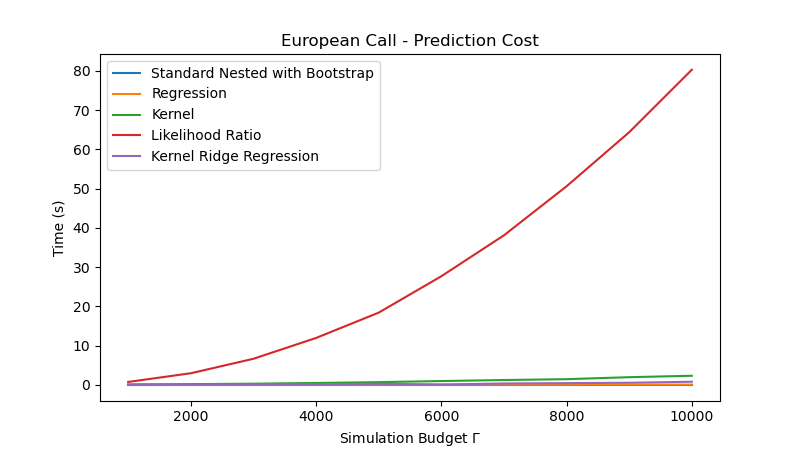 European Call - Prediction Cost
Standard Nested with Bootstrap
Regression
Kernel
Likelihood Ratio
Kernel Ridge Regression
Time (s)
80
70
60
50
40
30
20
10
0
2000
4000
6000
8000
10000
Simulation Budget Γ